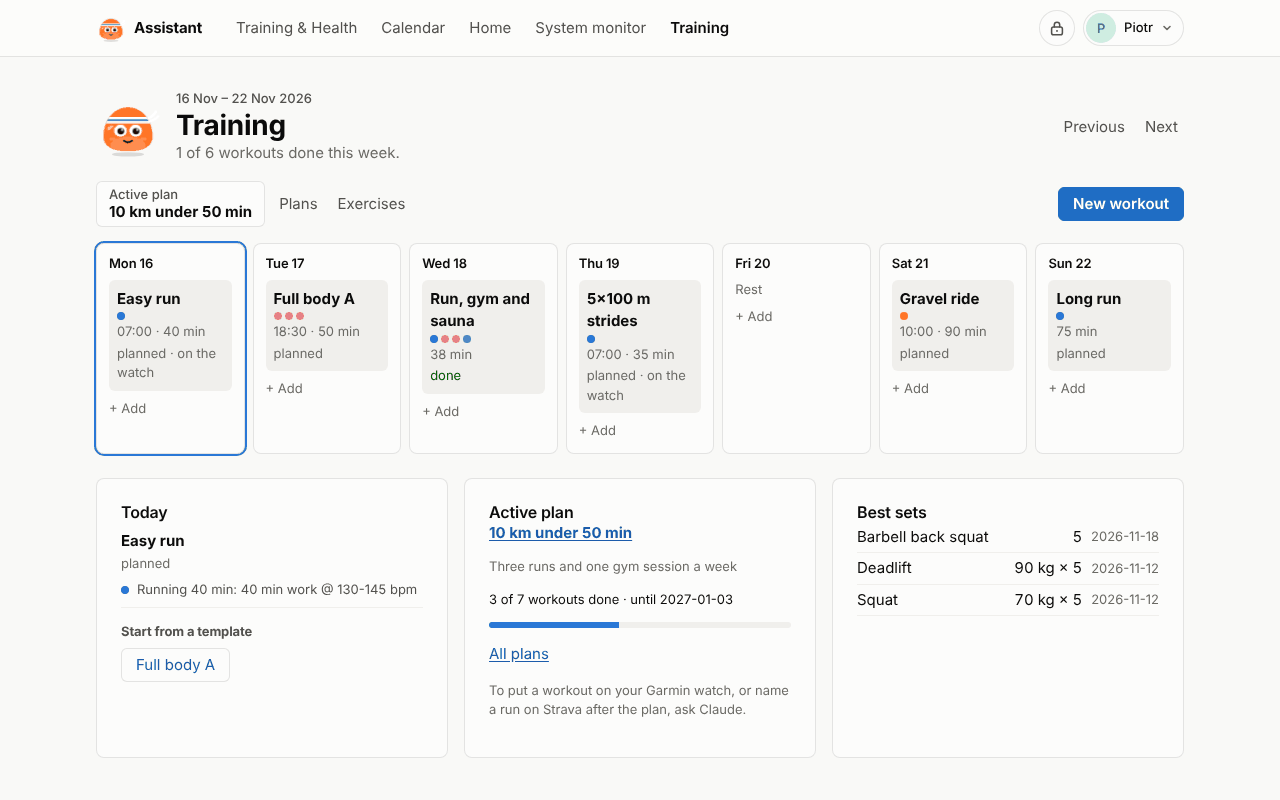 Assistant
Training & Health
Calendar
Home
System monitor
Training
P
Piotr
16 Nov – 22 Nov 2026
Training
1 of 6 workouts done this week.
Previous
Next
Active plan
10 km under 50 min
Plans
Exercises
New workout
Mon 16
Easy run
07:00 · 40 min
planned · on the
watch
+ Add
Tue 17
Full body A
18:30 · 50 min
planned
+ Add
Wed 18
Run, gym and
sauna
38 min
done
+ Add
Thu 19
5×100 m
strides
07:00 · 35 min
planned · on the
watch
+ Add
Fri 20
Rest
+ Add
Sat 21
Gravel ride
10:00 · 90 min
planned
+ Add
Sun 22
Long run
75 min
planned
+ Add
Today
Easy run
planned
Running 40 min: 40 min work @ 130-145 bpm
Start from a template
Full body A
Active plan
10 km under 50 min
Three runs and one gym session a week
3 of 7 workouts done · until 2027-01-03
All plans
To put a workout on your Garmin watch, or name
a run on Strava after the plan, ask Claude.
Best sets
Barbell back squat 5 2026-11-18
Deadlift 90 kg × 5 2026-11-12
Squat 70 kg × 5 2026-11-12